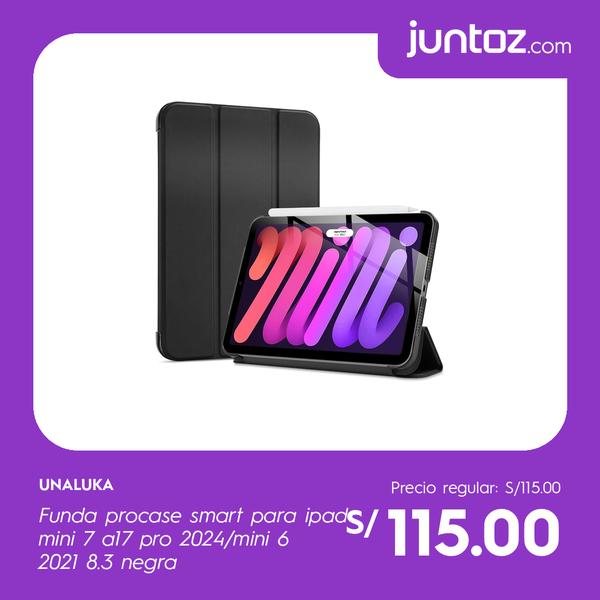 juntoz.com
UNALUKA
Precio regular: S/115.00
Funda procase smart para ipad
mini 7 a17 pro 2024/mini 6
2021 8.3 negra
S/ 115.00